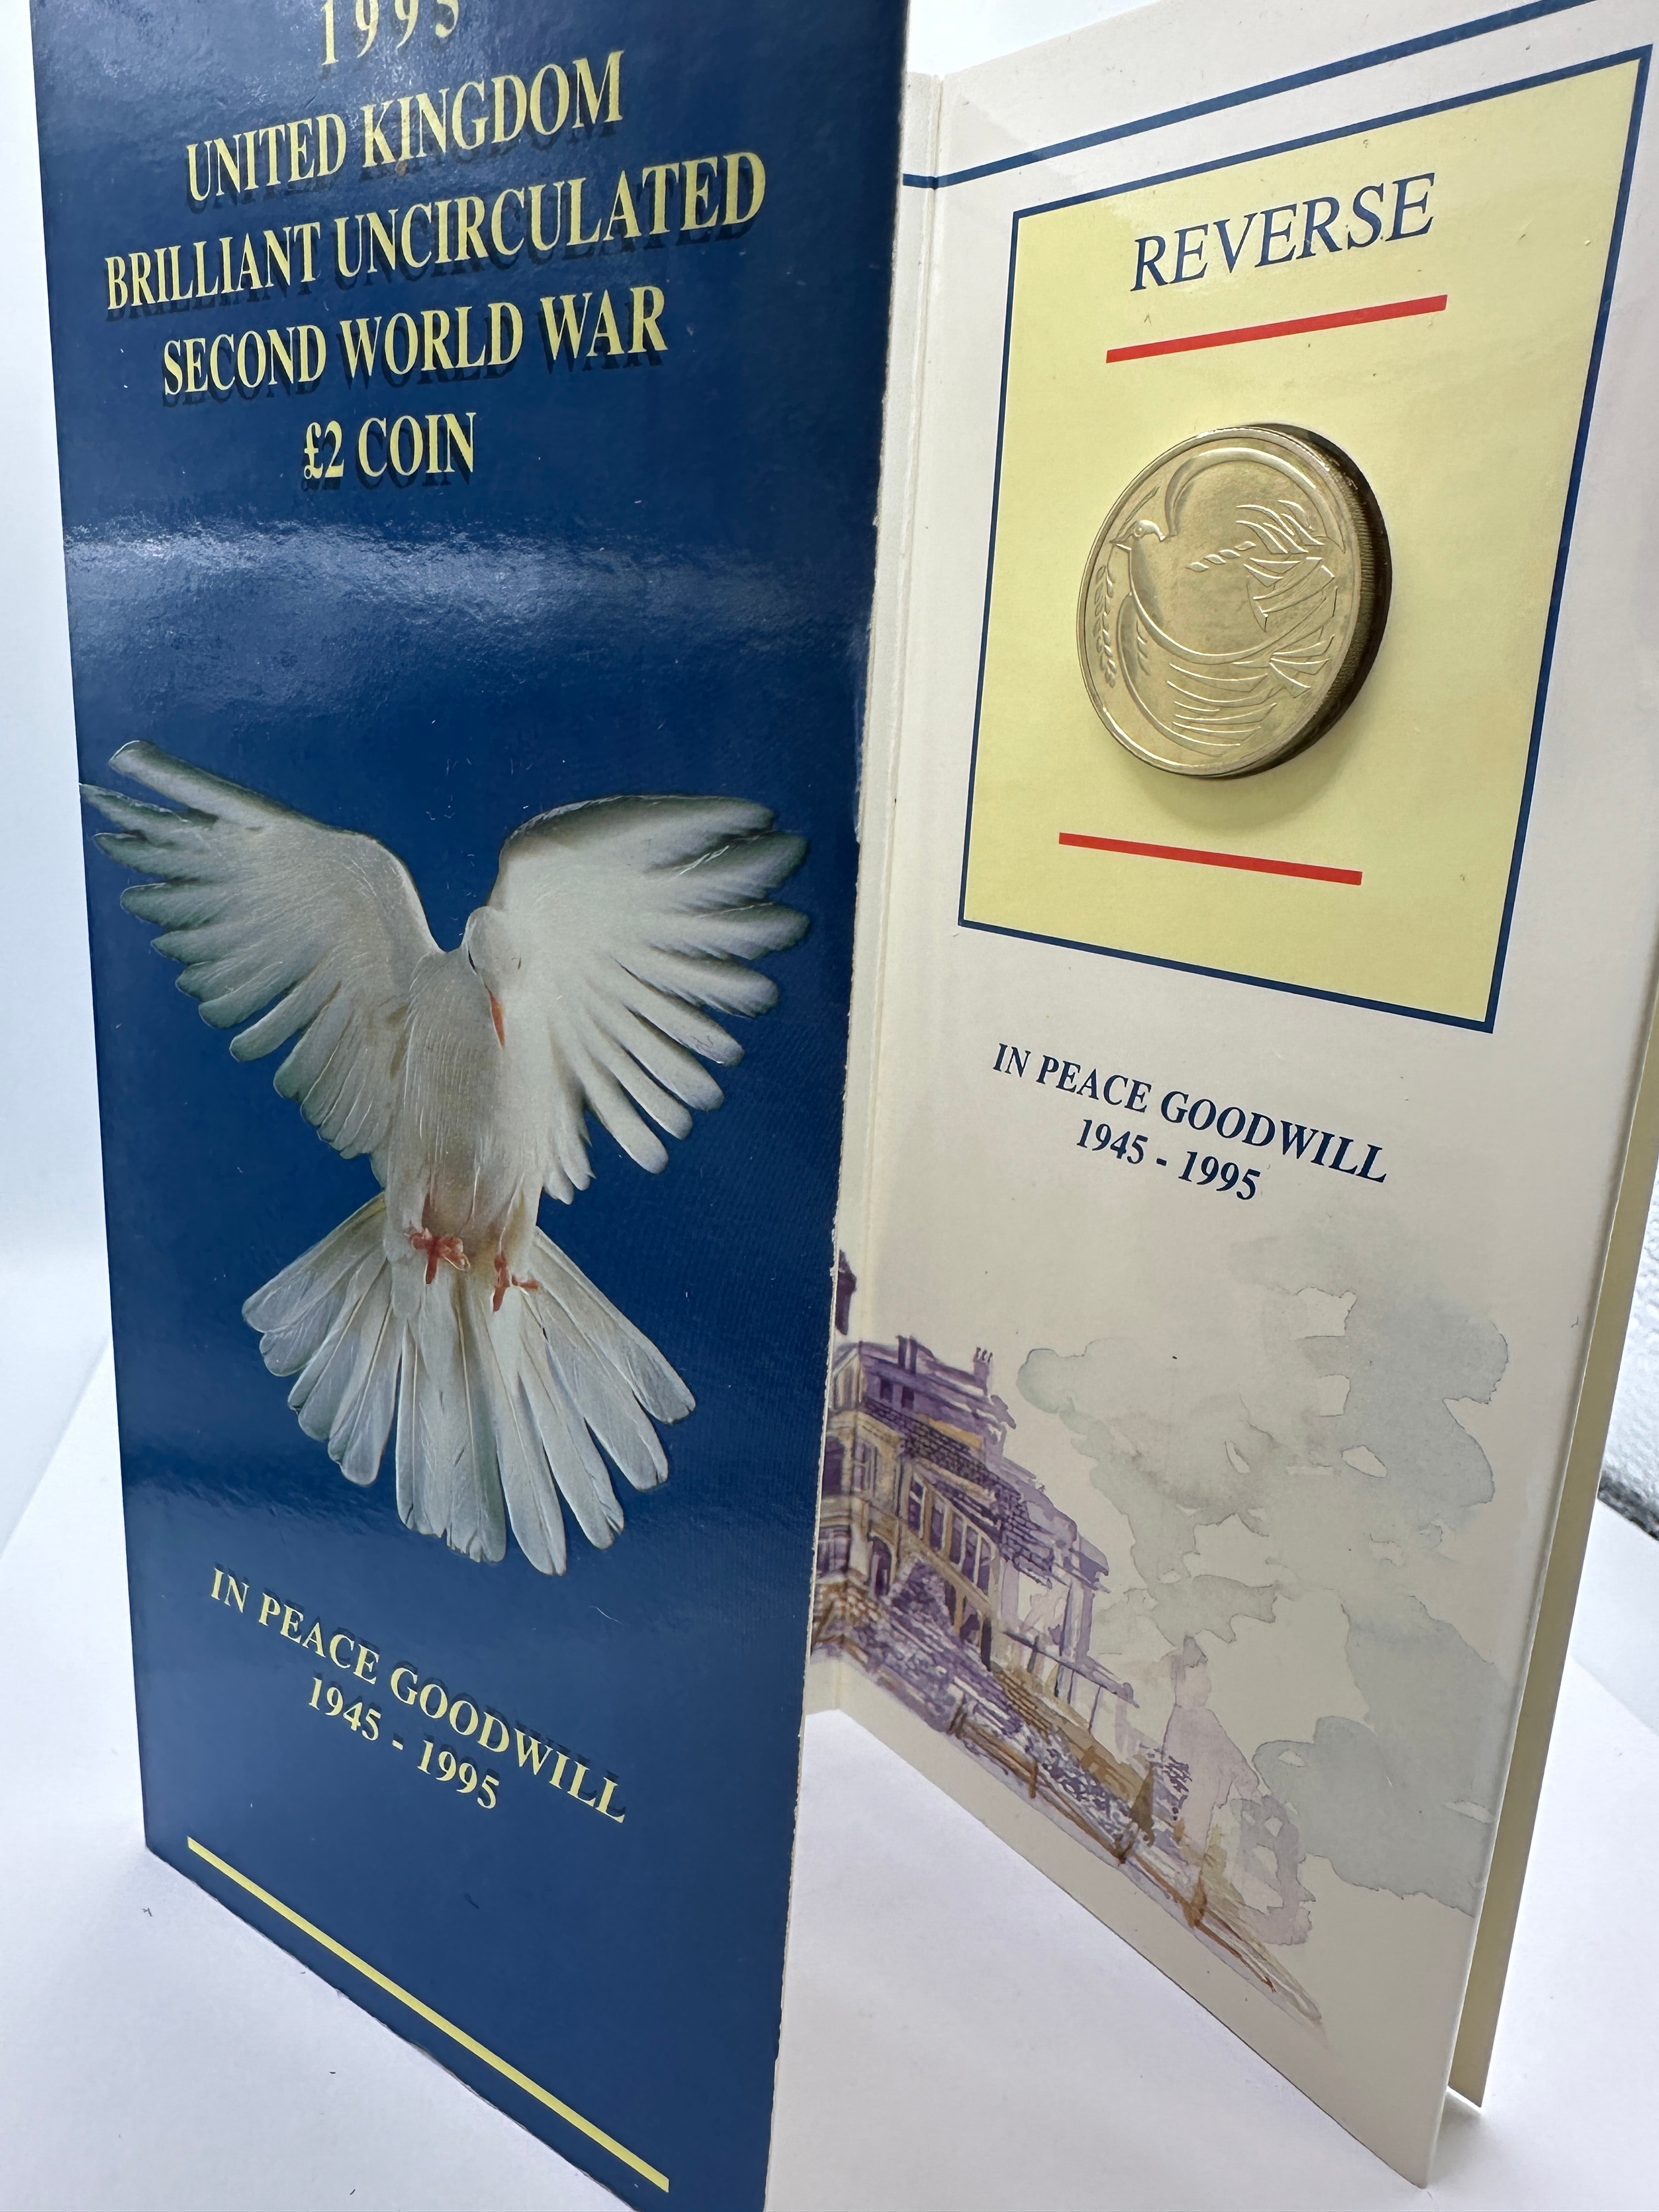 1995
UNITED KINGDOM
BRILLIANT UNCIRCULATED
SECOND WORLD WAR
£2 COIN
IN PEACE GOODWILL
1945 - 1995
REVERSE
IN PEACE GOODWILL
1945 - 1995